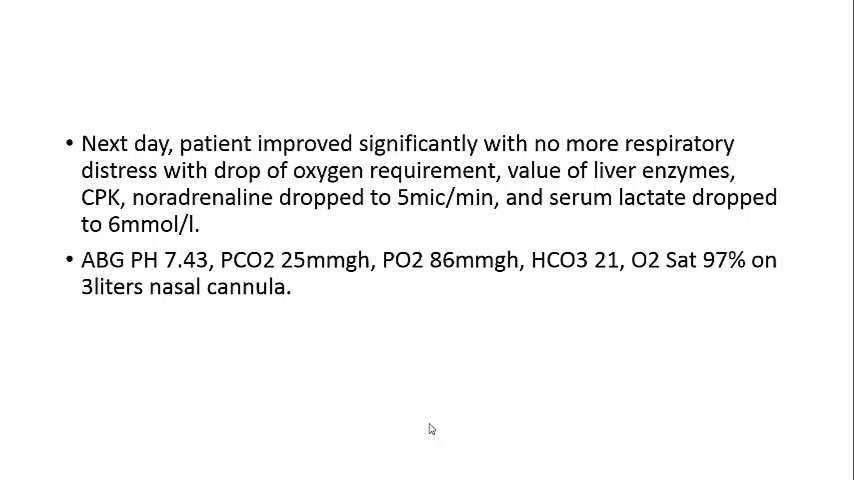 • Next day, patient improved significantly with no more respiratory
distress with drop of oxygen requirement, value of liver enzymes,
CPK, noradrenaline dropped to 5mic/min, and serum lactate dropped
to 6mmol/l.
• ABG PH 7.43, PCO2 25mmgh, PO2 86mmgh, HCO3 21, O2 Sat 97% on
3liters nasal cannula.